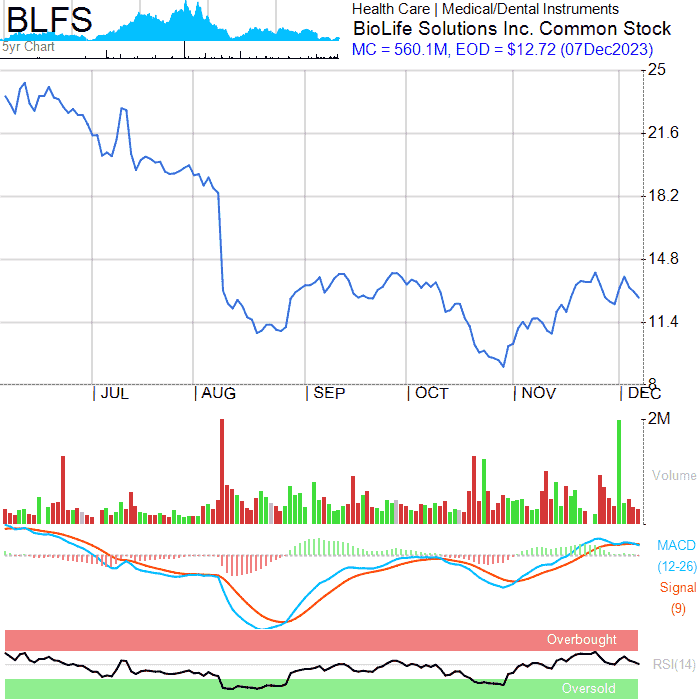 BLFS
5yr Chart
Health Care | Medical/Dental Instruments
BioLife Solutions Inc. Common Stock
MC = 560.1M, EOD = $12.72 (07Dec2023)
25
21.6
18.2
14.8
11.4
8
JUL
AUG
SEP
OCT
NOV
DEC
2M
Volume
MACD
(12-26)
Signal
(9)
Overbought
RSI(14)
Oversold